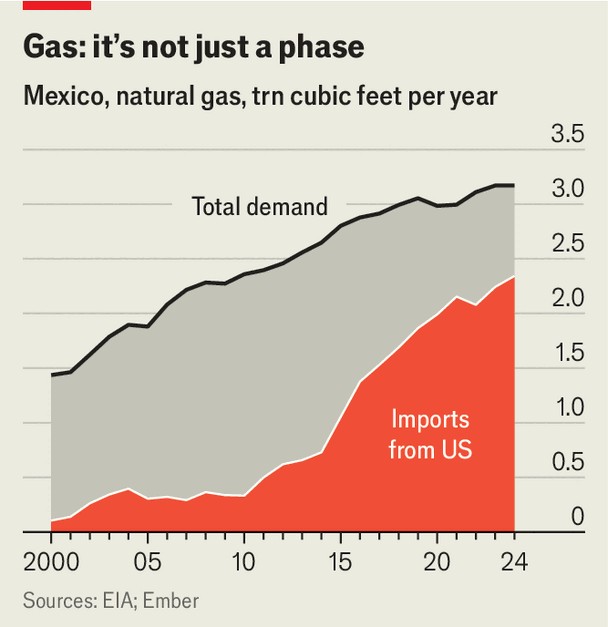 Gas: it’s not just a phase
Mexico, natural gas, trn cubic feet per year
3.5
3.0
Total demand
2.5
2.0
1.5
1.0
Imports
from US
0.5
0
2000 05 10 15 20 24
Sources: EIA; Ember